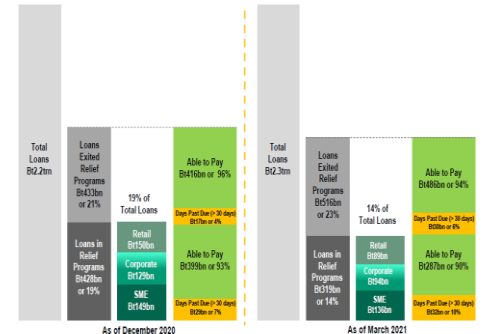 Total
Loans
Bt2.2trn
Loans
Exited
Relief
Programs
Bt433bn
or 21%
Loans in
Relief
Programs
Bt428bn
or 19%
19% of
Total Loans
Retail
Bt150bn
Corporate
Bt129bn
SME
Bt149bn
Able to Pay
Bt416bn or 96%
Days Past Due (> 30 days)
Bt17bn or 4%
Able to Pay
Bt399bn or 93%
Days Past Due (> 30 days)
Bt29bn or 7%
As of December 2020
Total
Loans
Bt2.3trn
Loans
Exited
Relief
Programs
Bt516bn
or 23%
Loans in
Relief
Programs
Bt319bn
or 14%
14% of
Total Loans
Retail
Bt89bn
Corporate
Bt94bn
SME
Bt136bn
Able to Pay
Bt486bn or 94%
Days Past Due (> 30 days)
Bt30bn or 6%
Able to Pay
Bt287bn or 90%
Days Past Due (> 30 days)
Bt32bn or 10%
As of March 2021